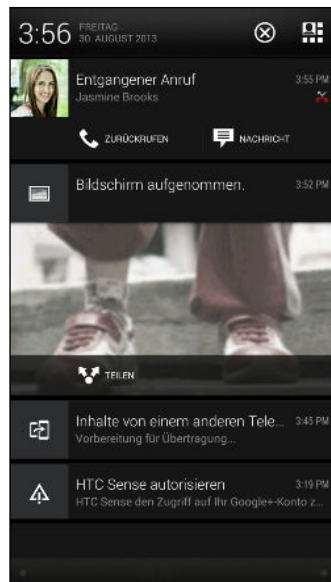 3:56 FREITAG
30. AUGUST 2013
Entgangener Anruf 3:55 PM
Jasmine Brooks
ZURÜCKRUFEN NACHRICHT
Bildschirm aufgenommen. 3:52 PM
TEILEN
Inhalte von einem anderen Tele... 3:45 PM
Vorbereitung für Übertragung...
HTC Sense autorisieren 3:19 PM
HTC Sense den Zugriff auf Ihr Google+-Konto z...